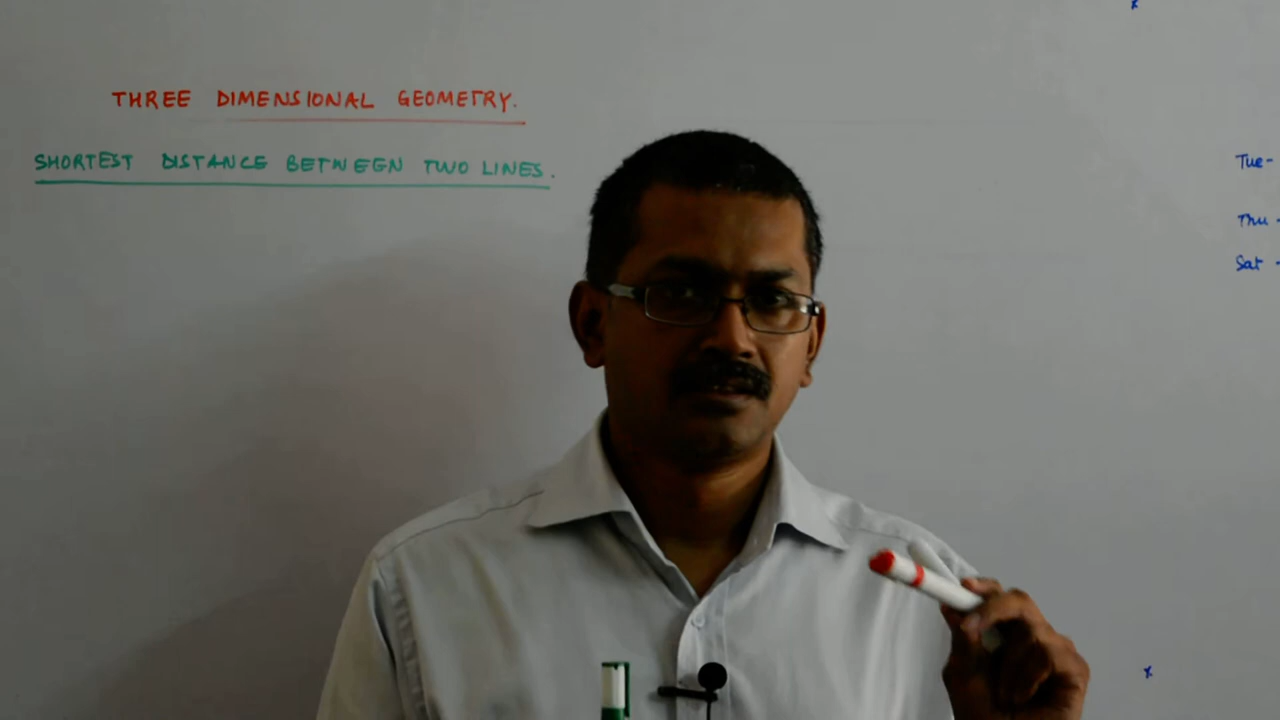 THREE DIMENSIONAL GEOMETRY.
SHORTEST DISTANCE BETWEEN TWO LINES.
Tue-
Thu -
Sat -